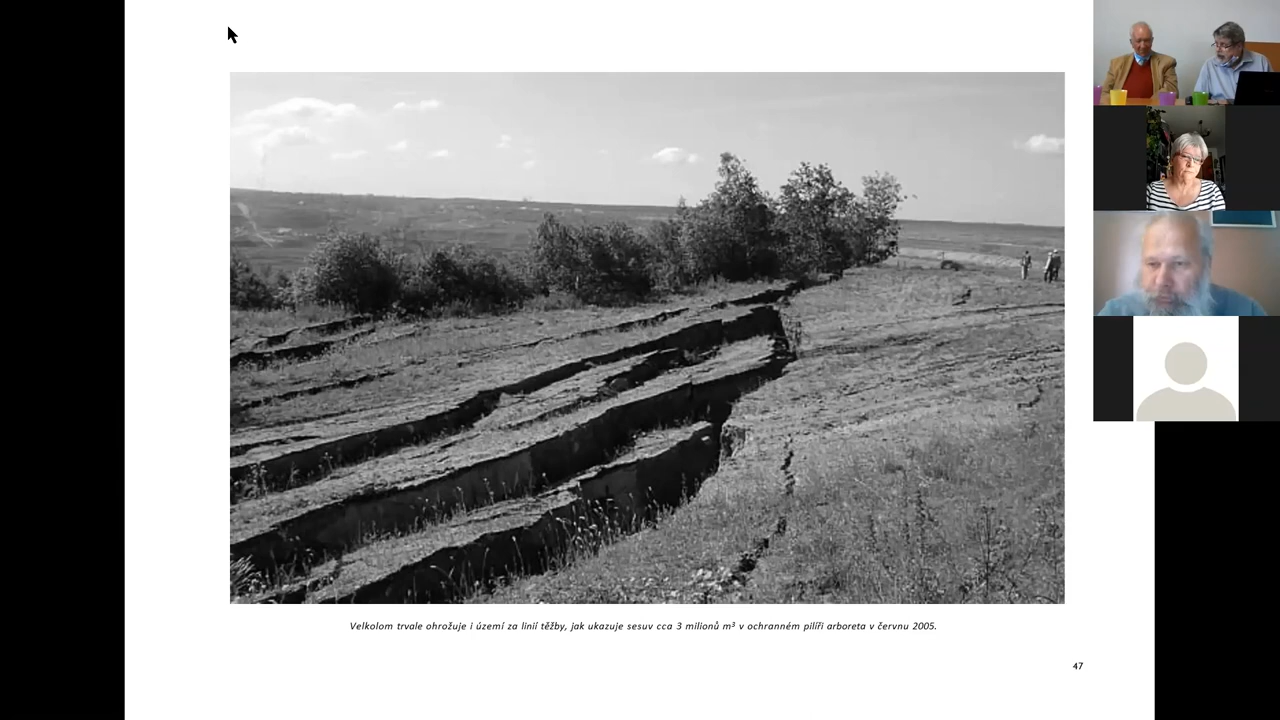 Velkolom trvale ohrožuje i území za linií těžby, jak ukazuje sesuv cca 3 milionů m³ v ochranném pilíři arboreta v červnu 2005.
47